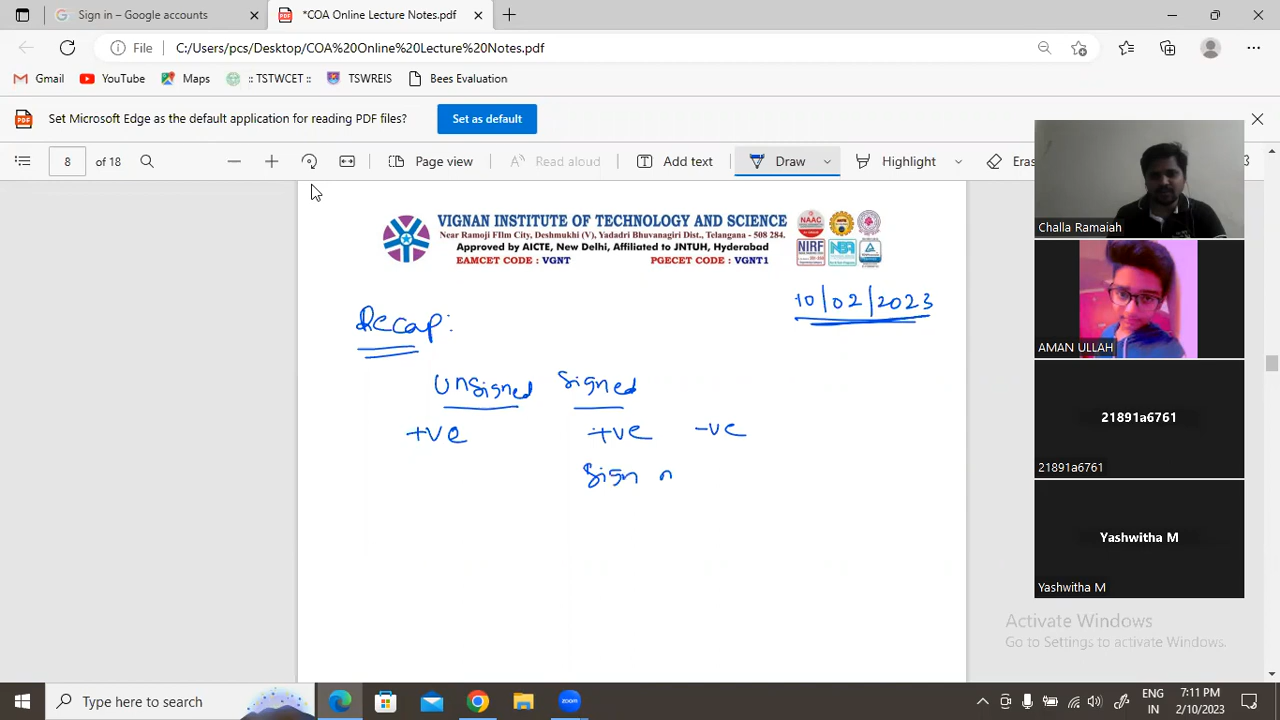 Sign in – Google accounts
*COA Online Lecture Notes.pdf
File C:/Users/pcs/Desktop/COA%20Online%20Lecture%20Notes.pdf
Gmail YouTube Maps :: TSTWCET :: TSWREIS Bees Evaluation
Set Microsoft Edge as the default application for reading PDF files? Set as default
8 of 18 Page view Read aloud Add text Draw Highlight Eras
VIGNAN INSTITUTE OF TECHNOLOGY AND SCIENCE
Near Ramoji Film City, Deshmukhi (V), Yadadri Bhuvanagiri Dist., Telangana - 508 284.
Approved by AICTE, New Delhi, Affiliated to JNTUH, Hyderabad
EAMCET CODE : VGNT PGECET CODE : VGNT1
NAAC
NIRF NBA
10/02/2023
Recap:
Unsigned Signed
+ve +ve -ve
Sign
Challa Ramaiah
AMAN ULLAH
21891a6761
21891a6761
Yashwitha M
Yashwitha M
Activate Windows
Go to Settings to activate Windows.
Type here to search
zoom
ENG
IN
7:11 PM
2/10/2023